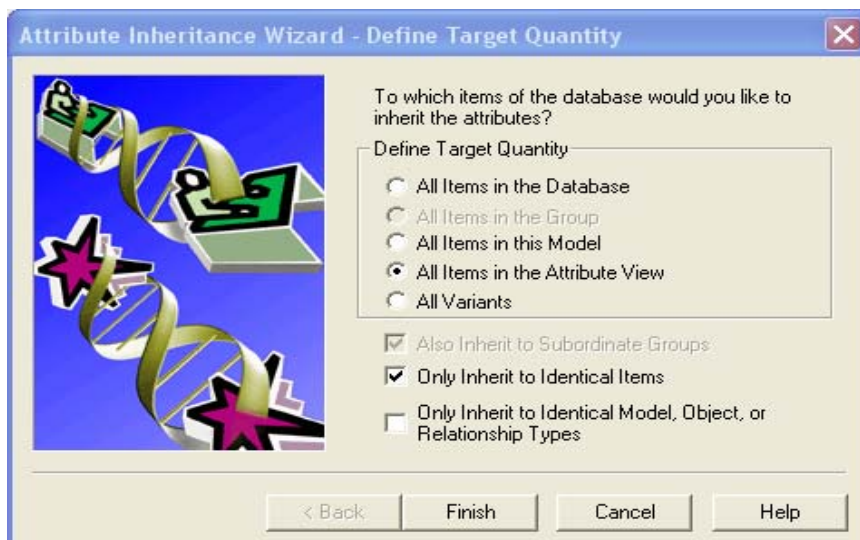 Attribute Inheritance Wizard - Define Target Quantity
To which items of the database would you like to
inherit the attributes?
Define Target Quantity
All Items in the Database
All Items in the Group
All Items in this Model
All Items in the Attribute View
All Variants
Also Inherit to Subordinate Groups
Only Inherit to Identical Items
Only Inherit to Identical Model, Object, or
Relationship Types
< Back
Finish
Cancel
Help